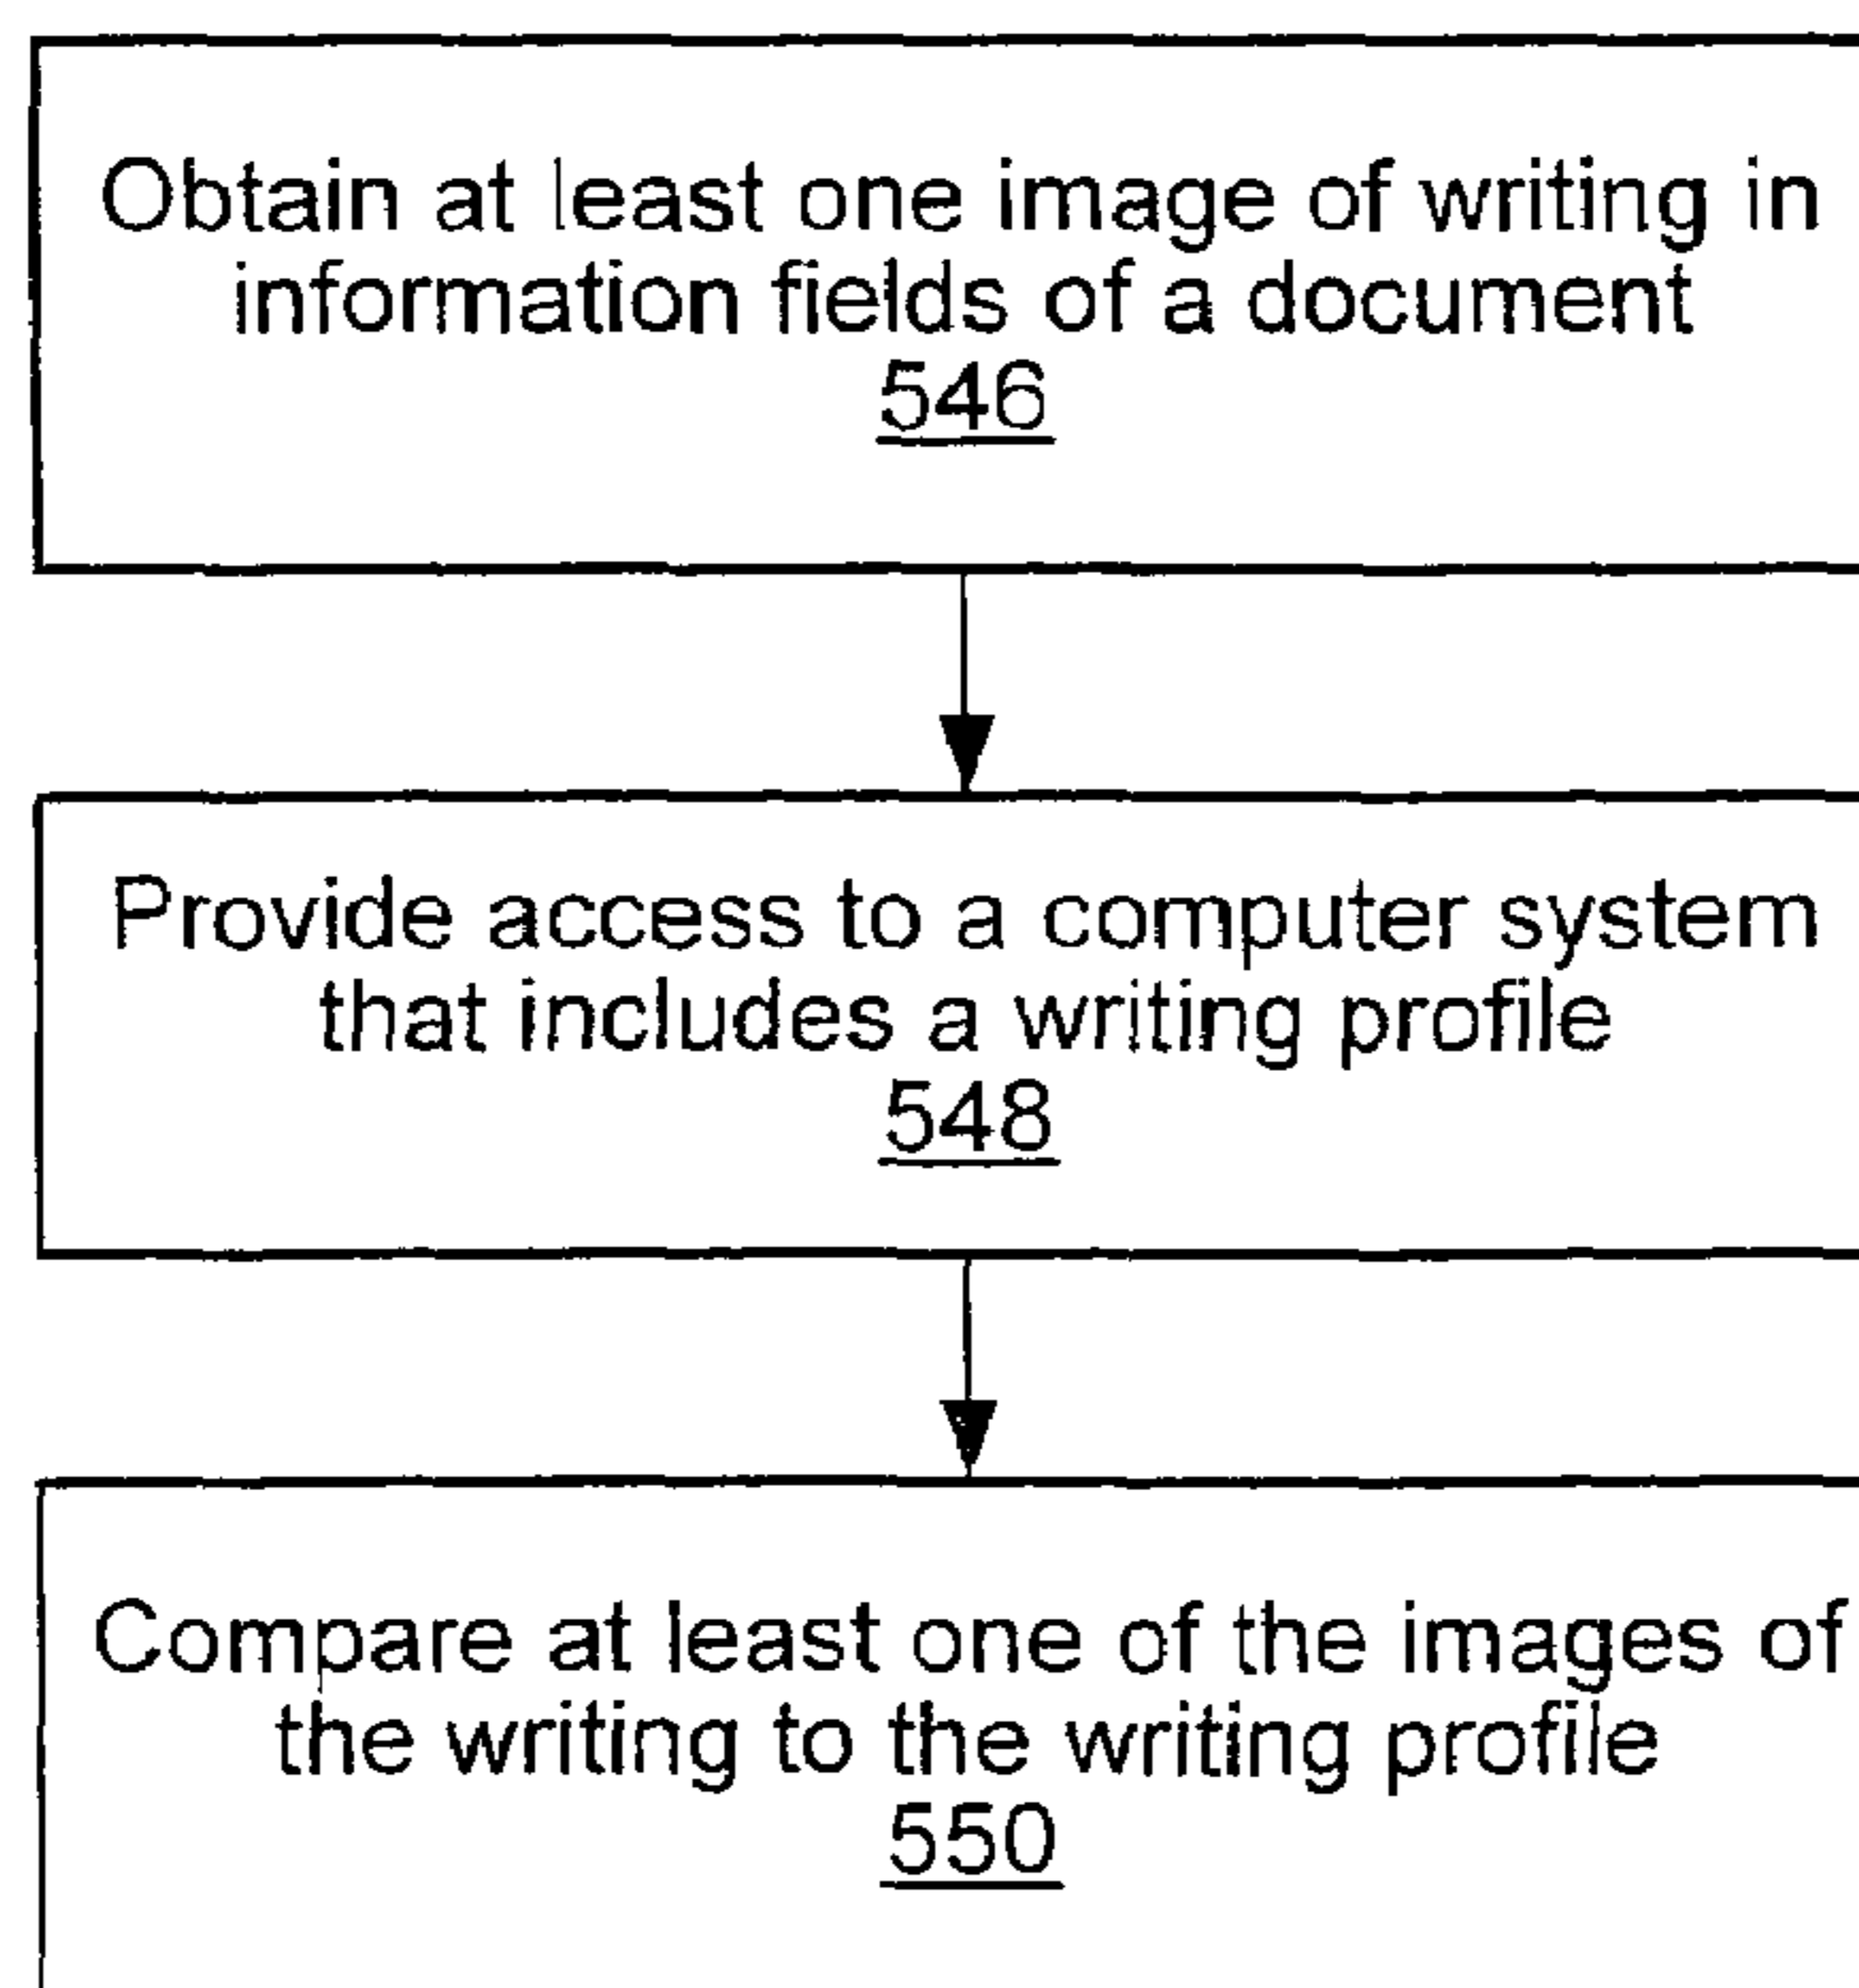 Obtain at least one image of writing in
information fields of a document
546
Provide access to a computer system
that includes a writing profile
548
Compare at least one of the images of
the writing to the writing profile
550